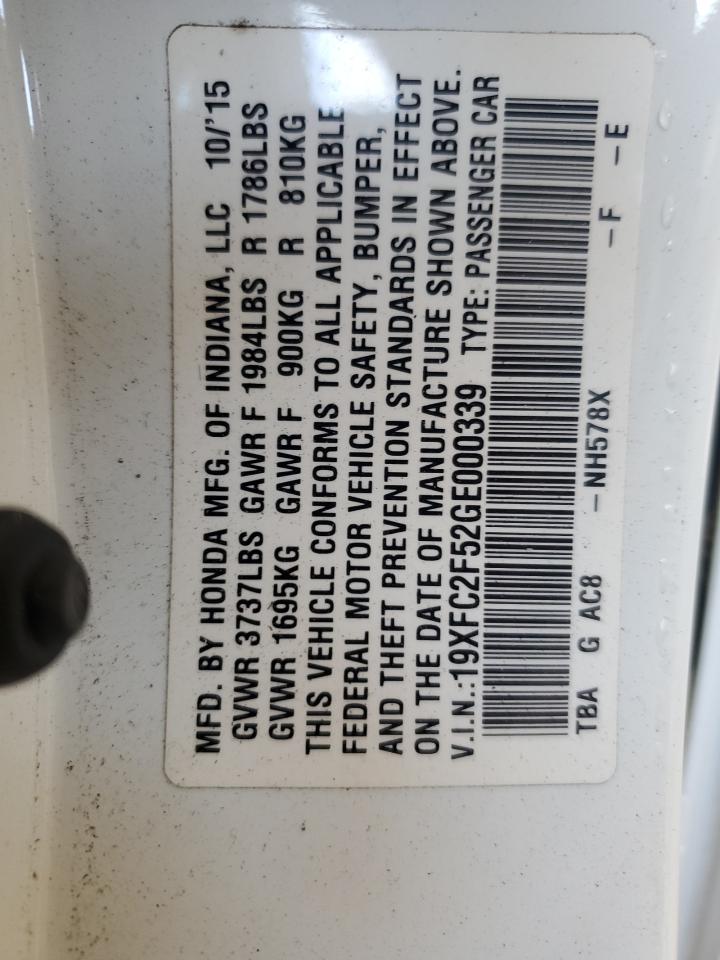 MFD. BY HONDA MFG. OF INDIANA, LLC 10/'15
GVWR 3737LBS GAWR F 1984LBS R 1786LBS
GVWR 1695KG GAWR F 900KG R 810KG
THIS VEHICLE CONFORMS TO ALL APPLICABLE
FEDERAL MOTOR VEHICLE SAFETY, BUMPER,
AND THEFT PREVENTION STANDARDS IN EFFECT
ON THE DATE OF MANUFACTURE SHOWN ABOVE.
V.I.N.:19XFC2F52GE000339 TYPE: PASSENGER CAR
TBA G AC8 –NH578X –F –E